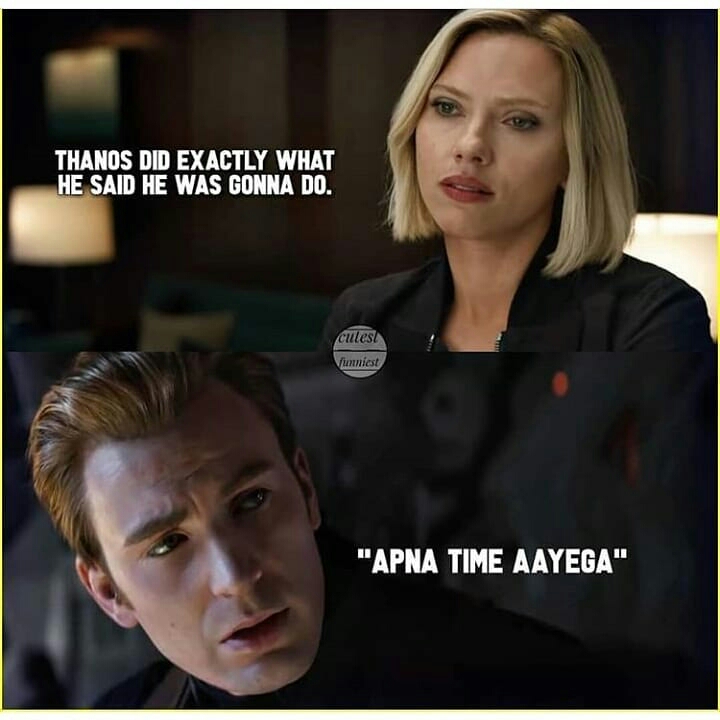 THANOS DID EXACTLY WHAT
HE SAID HE WAS GONNA DO.
cutest
funniest
"APNA TIME AAYEGA"